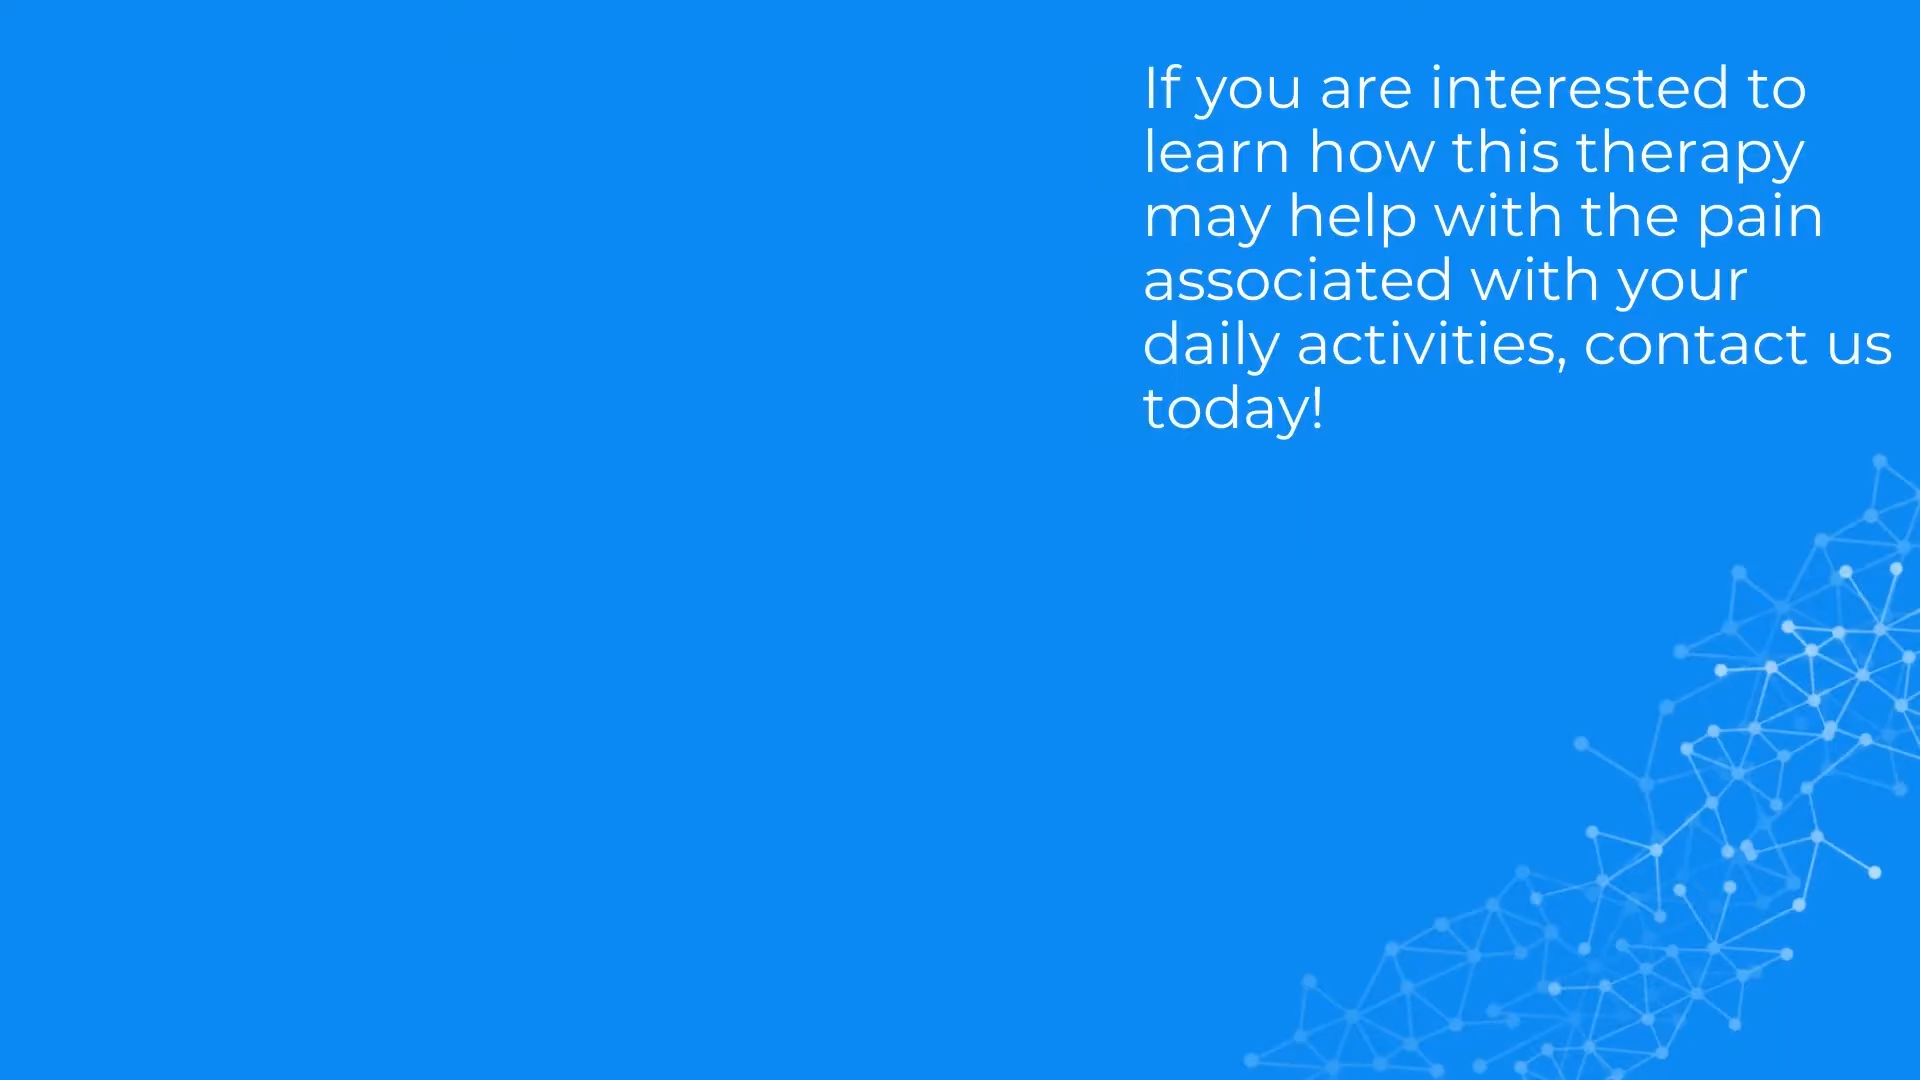 If you are interested to
learn how this therapy
may help with the pain
associated with your
daily activities, contact us
today!